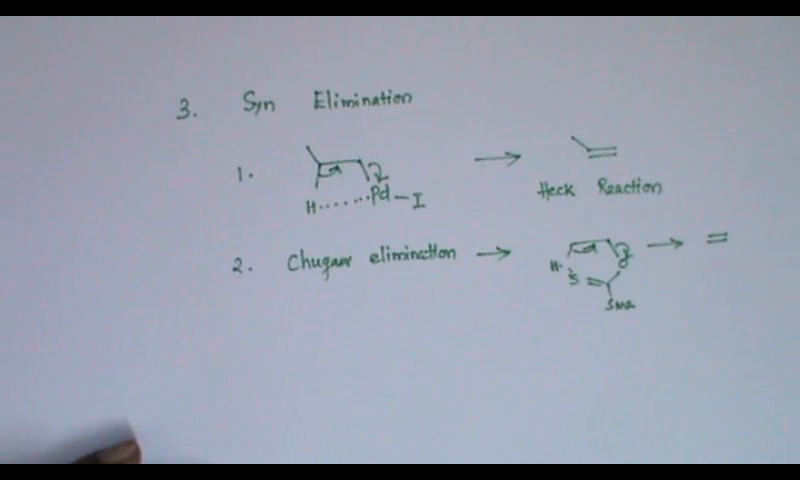 3. Syn Elimination
1. H Pd-I → Heck Reaction
2. Chugaev elimination → H S SMe → =